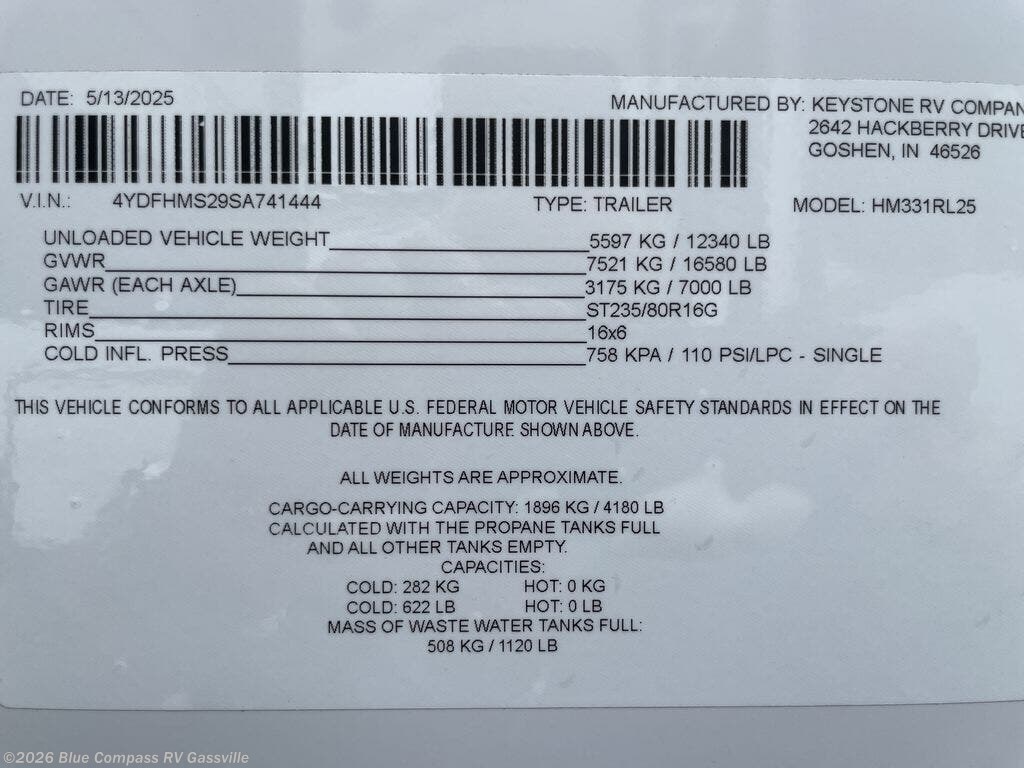 DATE: 5/13/2025
MANUFACTURED BY: KEYSTONE RV COMPAN
2642 HACKBERRY DRIVE
GOSHEN, IN 46526
V.I.N.: 4YDFHMS29SA741444 TYPE: TRAILER MODEL: HM331RL25
UNLOADED VEHICLE WEIGHT 5597 KG / 12340 LB
GVWR 7521 KG / 16580 LB
GAWR (EACH AXLE) 3175 KG / 7000 LB
TIRE ST235/80R16G
RIMS 16x6
COLD INFL. PRESS 758 KPA / 110 PSI/LPC - SINGLE
THIS VEHICLE CONFORMS TO ALL APPLICABLE U.S. FEDERAL MOTOR VEHICLE SAFETY STANDARDS IN EFFECT ON THE
DATE OF MANUFACTURE SHOWN ABOVE.
ALL WEIGHTS ARE APPROXIMATE.
CARGO-CARRYING CAPACITY: 1896 KG / 4180 LB
CALCULATED WITH THE PROPANE TANKS FULL
AND ALL OTHER TANKS EMPTY.
CAPACITIES:
COLD: 282 KG HOT: 0 KG
COLD: 622 LB HOT: 0 LB
MASS OF WASTE WATER TANKS FULL:
508 KG / 1120 LB
©2026 Blue Compass RV Gassville